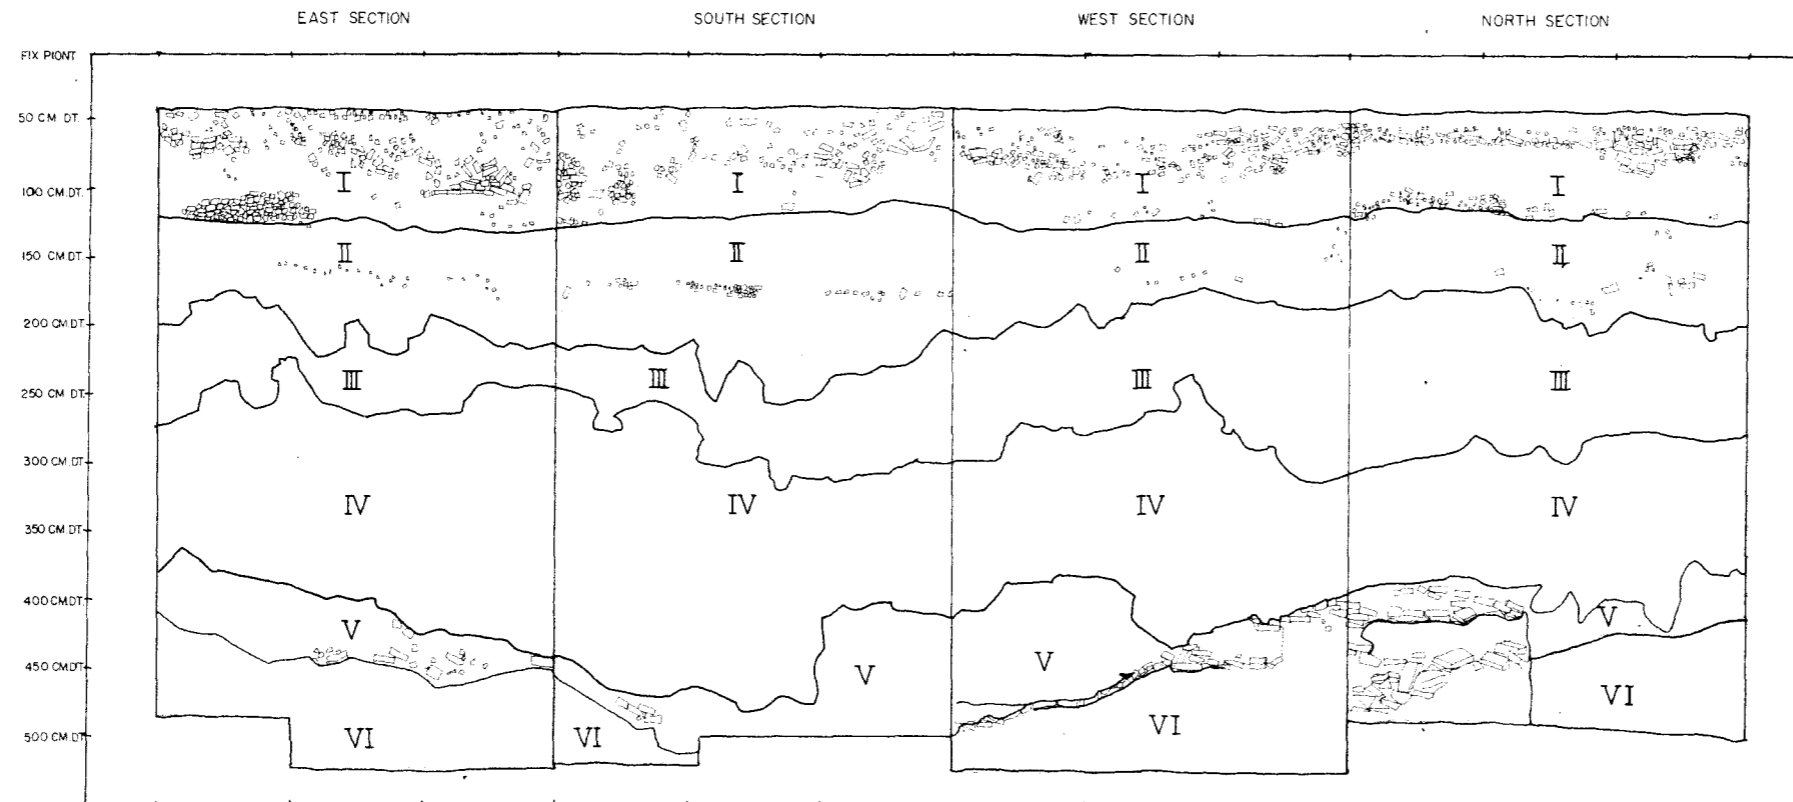 EAST SECTION SOUTH SECTION WEST SECTION NORTH SECTION
FIX PIONT
50 CM DT.
100 CM.DT.
I I I I
150 CM.DT.
II II II II
200 CM.DT.
250 CM DT.
III III III III
300 CM.DT
IV IV IV IV
350 CM.DT.
400 CM.DT.
V V V V
450 CM.DT
500 CM.DT
VI VI VI VI